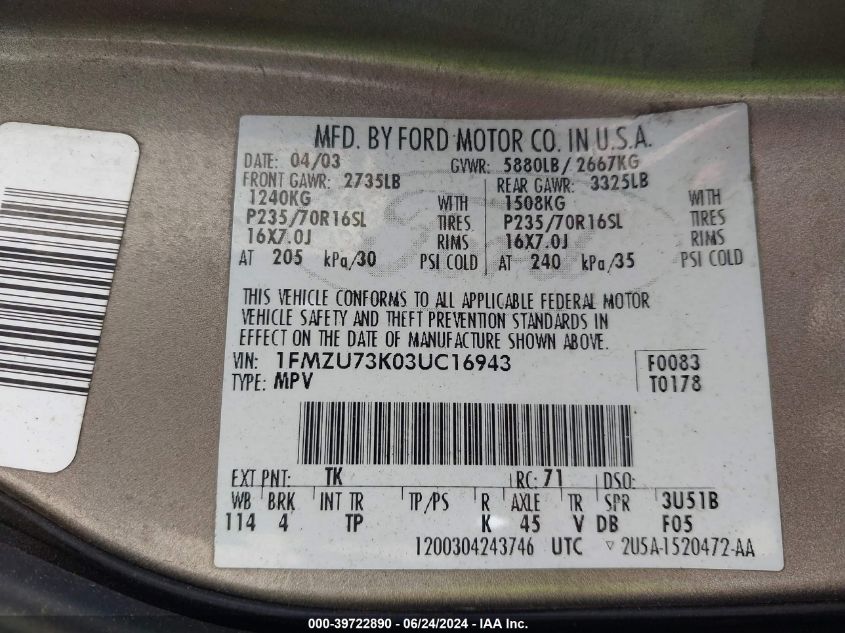 MFD. BY FORD MOTOR CO. IN U.S.A.
DATE: 04/03 GVWR: 5880LB/ 2667KG
FRONT GAWR: 2735LB REAR GAWR: 3325LB
1240KG WITH 1508KG WITH
P235/70R16SL TIRES P235/70R16SL TIRES
16X7.0J RIMS 16X7.0J RIMS
AT 205 kPa/30 PSI COLD AT 240 kPa/35 PSI COLD
THIS VEHICLE CONFORMS TO ALL APPLICABLE FEDERAL MOTOR
VEHICLE SAFETY AND THEFT PREVENTION STANDARDS IN
EFFECT ON THE DATE OF MANUFACTURE SHOWN ABOVE.
VIN: 1FMZU73K03UC16943 F0083
TYPE: MPV T0178
EXT PNT: TK RC: 71 DSO:
WB BRK INT TR TP/PS R AXLE TR SPR 3U51B
114 4 TP K 45 V DB F05
1200304243746 UTC ▽ 2U5A-1520472-AA
000-39722890 - 06/24/2024 - IAA Inc.